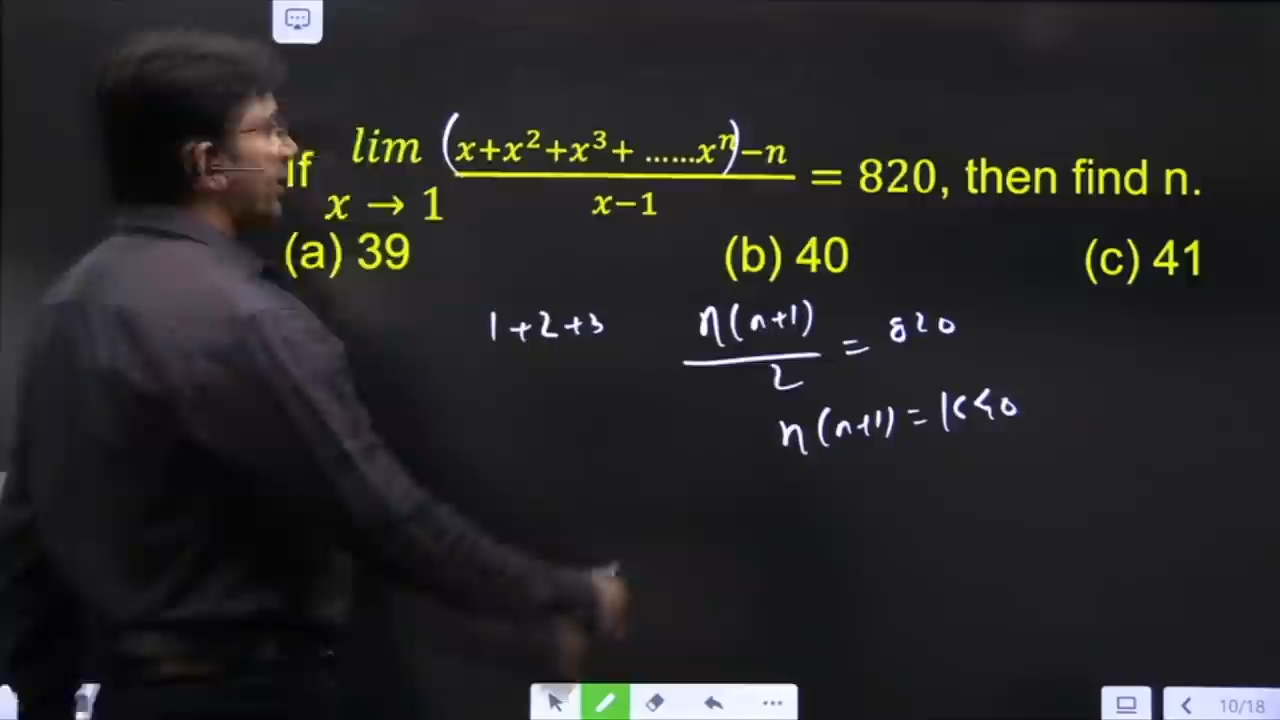 If lim x → 1 (x+x²+x³+ ......xⁿ)−n / x−1 = 820, then find n.
(a) 39 (b) 40 (c) 41
1+2+3 n(n+1) / 2 = 820
n(n+1) = 1640
10/18